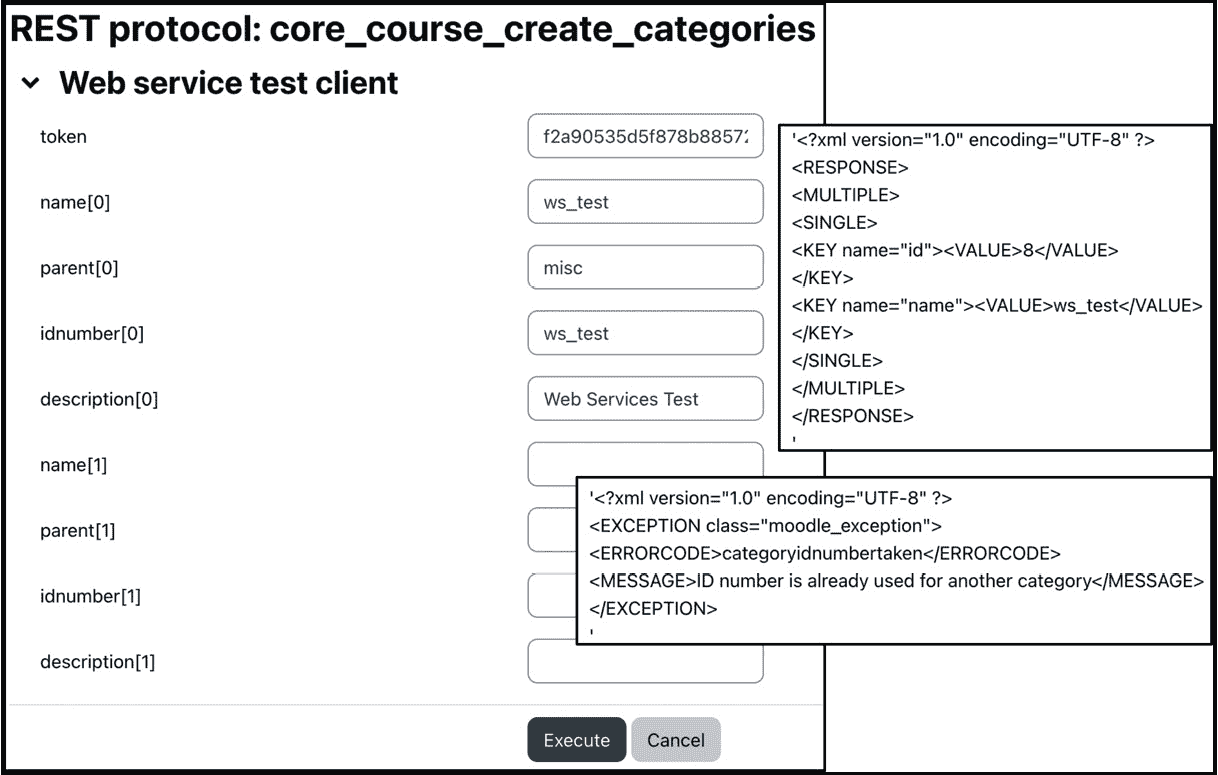 REST protocol: core_course_create_categories
Web service test client
token
f2a90535d5f878b88572
name[0]
ws_test
parent[0]
misc
idnumber[0]
ws_test
description[0]
Web Services Test
name[1]
parent[1]
idnumber[1]
description[1]
Execute Cancel
'<?xml version="1.0" encoding="UTF-8" ?>
<RESPONSE>
<MULTIPLE>
<SINGLE>
<KEY name="id"><VALUE>8</VALUE>
</KEY>
<KEY name="name"><VALUE>ws_test</VALUE>
</KEY>
</SINGLE>
</MULTIPLE>
</RESPONSE>
'
'<?xml version="1.0" encoding="UTF-8" ?>
<EXCEPTION class="moodle_exception">
<ERRORCODE>categoryidnumbertaken</ERRORCODE>
<MESSAGE>ID number is already used for another category</MESSAGE>
</EXCEPTION>
'